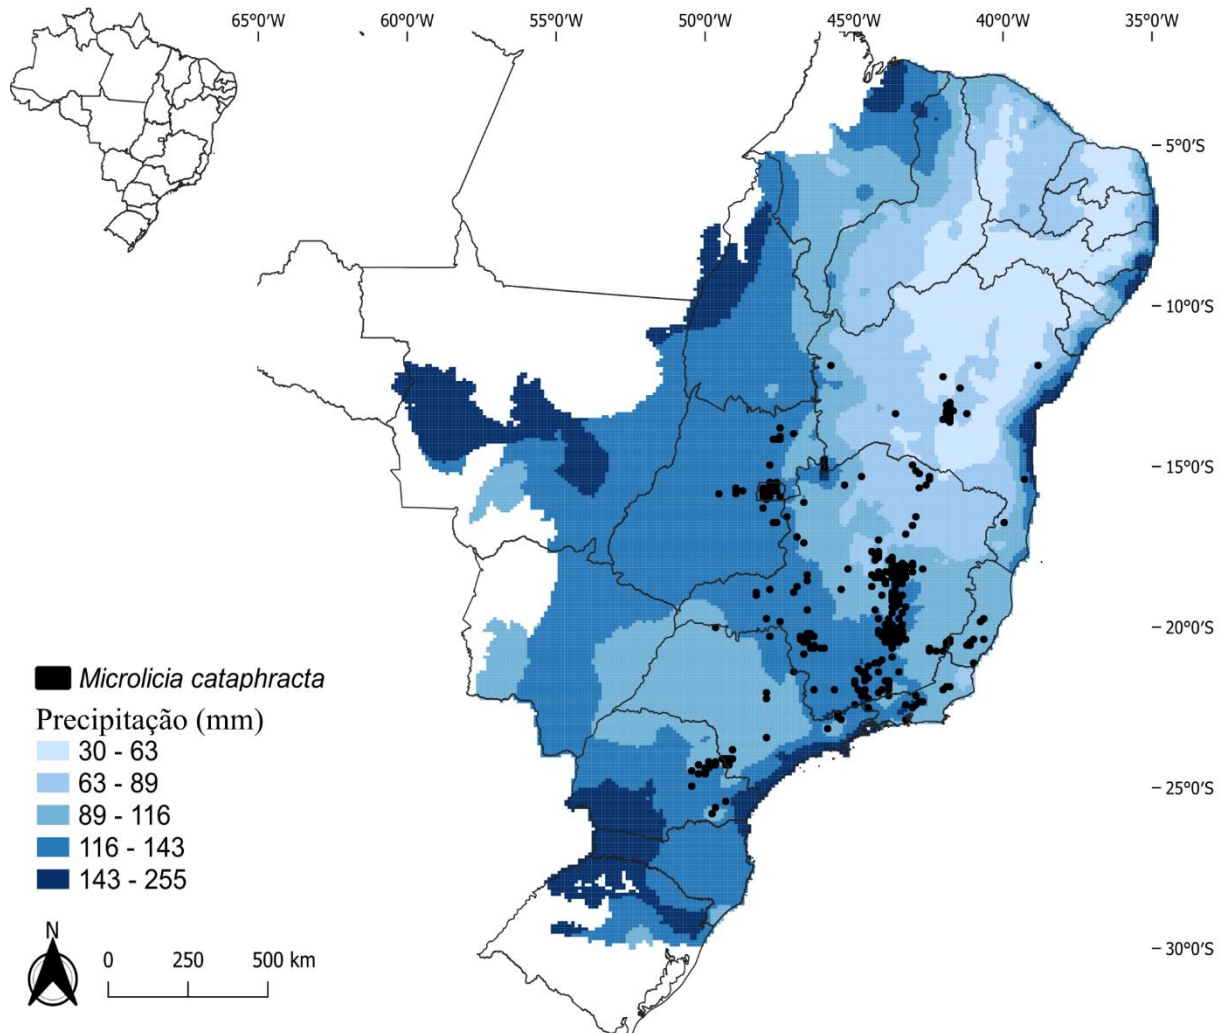 65°0'W 60°0'W 55°0'W 50°0'W 45°0'W 40°0'W 35°0'W
5°0'S
10°0'S
15°0'S
20°0'S
25°0'S
30°0'S
Microlicia cataphracta
Precipitação (mm)
30 - 63
63 - 89
89 - 116
116 - 143
143 - 255
N
0 250 500 km